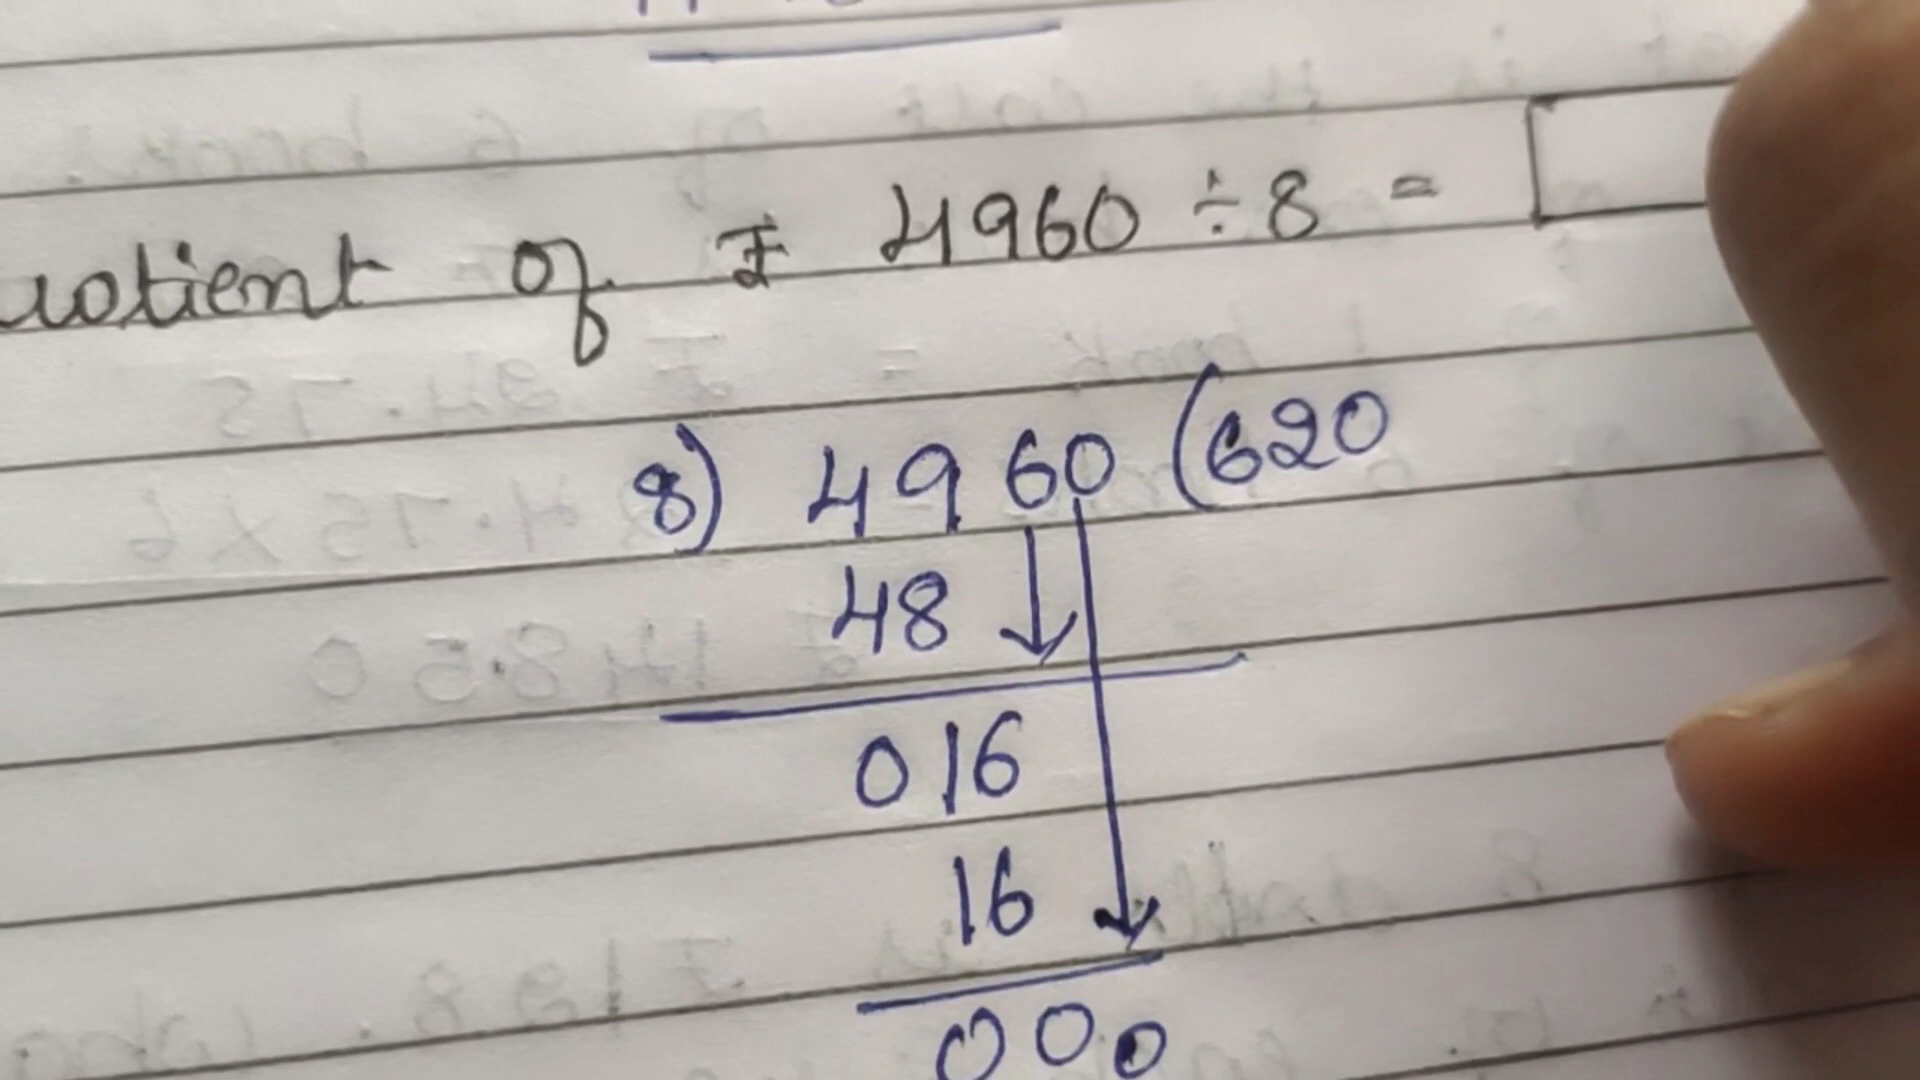 uotient of ₹ 4960 ÷ 8 =
8) 4960 (620
48
016
16
000